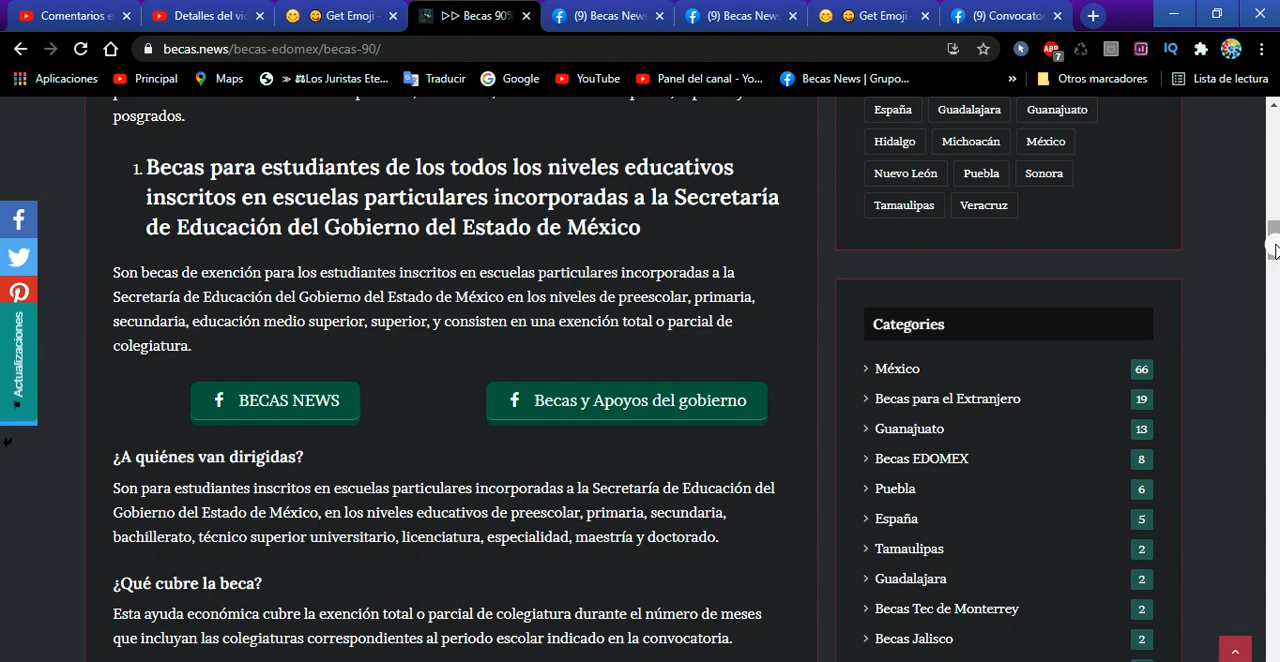 Comentarios
Detalles del vi
Get Emoji -
▷▷ Becas 90%
(9) Becas News
(9) Becas New
Get Emoji
(9) Convocator
becas.news/becas-edomex/becas-90/
ABP
7
IQ
Aplicaciones
Principal
Maps
» ⚖Los Juristas Ete...
Traducir
Google
YouTube
Panel del canal - Yo...
Becas News | Grupo...
»
Otros marcadores
Lista de lectura
posgrados.
1. Becas para estudiantes de los todos los niveles educativos
inscritos en escuelas particulares incorporadas a la Secretaría
de Educación del Gobierno del Estado de México
Son becas de exención para los estudiantes inscritos en escuelas particulares incorporadas a la
Secretaría de Educación del Gobierno del Estado de México en los niveles de preescolar, primaria,
secundaria, educación medio superior, superior, y consisten en una exención total o parcial de
colegiatura.
BECAS NEWS
Becas y Apoyos del gobierno
¿A quiénes van dirigidas?
Son para estudiantes inscritos en escuelas particulares incorporadas a la Secretaría de Educación del
Gobierno del Estado de México, en los niveles educativos de preescolar, primaria, secundaria,
bachillerato, técnico superior universitario, licenciatura, especialidad, maestría y doctorado.
¿Qué cubre la beca?
Esta ayuda económica cubre la exención total o parcial de colegiatura durante el número de meses
que incluyan las colegiaturas correspondientes al periodo escolar indicado en la convocatoria.
Actualizaciones
España
Guadalajara
Guanajuato
Hidalgo
Michoacán
México
Nuevo León
Puebla
Sonora
Tamaulipas
Veracruz
Categories
México 66
Becas para el Extranjero 19
Guanajuato 13
Becas EDOMEX 8
Puebla 6
España 5
Tamaulipas 2
Guadalajara 2
Becas Tec de Monterrey 2
Becas Jalisco 2